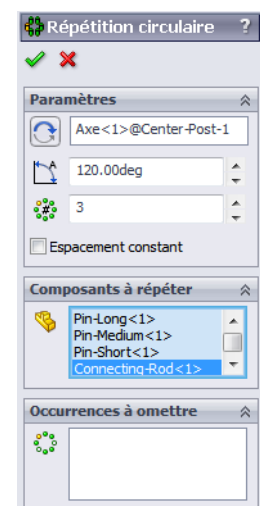 Répétition circulaire ?
Paramètres
Axe<1>@Center-Post-1
120.00deg
3
Espacement constant
Composants à répéter
Pin-Long<1>
Pin-Medium<1>
Pin-Short<1>
Connecting-Rod<1>
Occurrences à omettre